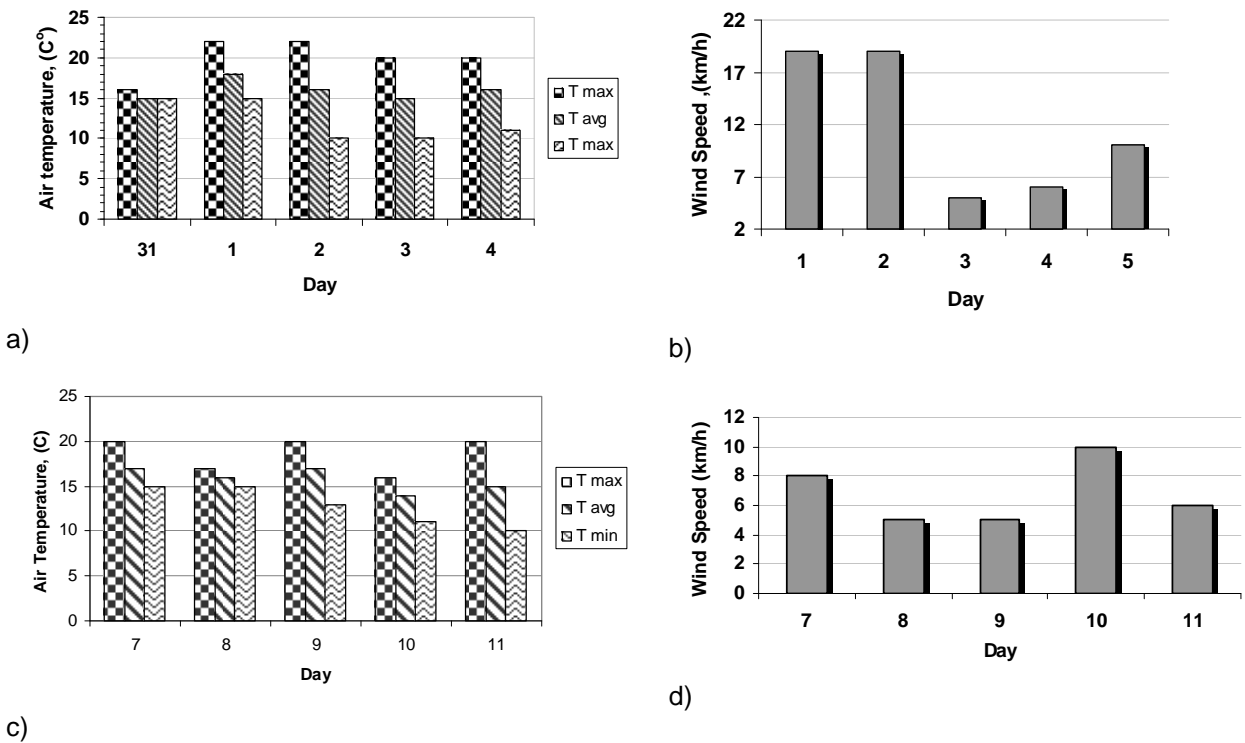 25
20
15
10
5
0
Air temperature, (Cº)
31 1 2 3 4
Day
T max
T avg
T max
a)
22
17
12
7
2
Wind Speed ,(km/h)
1 2 3 4 5
Day
b)
25
20
15
10
5
0
Air Temperature, (C)
7 8 9 10 11
Day
T max
T avg
T min
c)
12
10
8
6
4
2
0
Wind Speed (km/h)
7 8 9 10 11
Day
d)